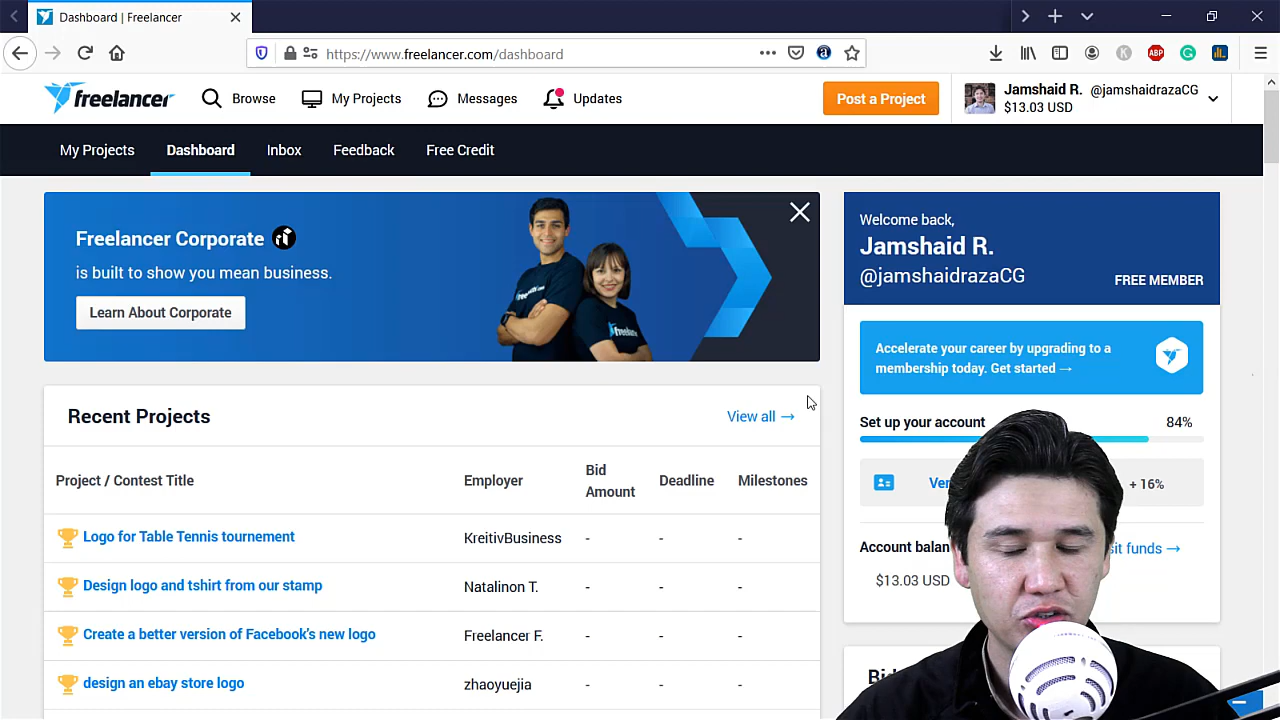 Dashboard | Freelancer
https://www.freelancer.com/dashboard
ABP
freelancer
Browse
My Projects
Messages
Updates
Post a Project
Jamshaid R. @jamshaidrazaCG
$13.03 USD
My Projects
Dashboard
Inbox
Feedback
Free Credit
Freelancer Corporate
is built to show you mean business.
Learn About Corporate
Welcome back,
Jamshaid R.
@jamshaidrazaCG
FREE MEMBER
Accelerate your career by upgrading to a
membership today. Get started →
Set up your account 84%
+ 16%
Account
funds →
$13.03 USD
Recent Projects
View all →
Project / Contest Title
Employer
Bid
Amount
Deadline
Milestones
Logo for Table Tennis tournement KreitivBusiness - - -
Design logo and tshirt from our stamp Natalinon T. - - -
Create a better version of Facebook's new logo Freelancer F. - - -
design an ebay store logo zhaoyuejia - - -